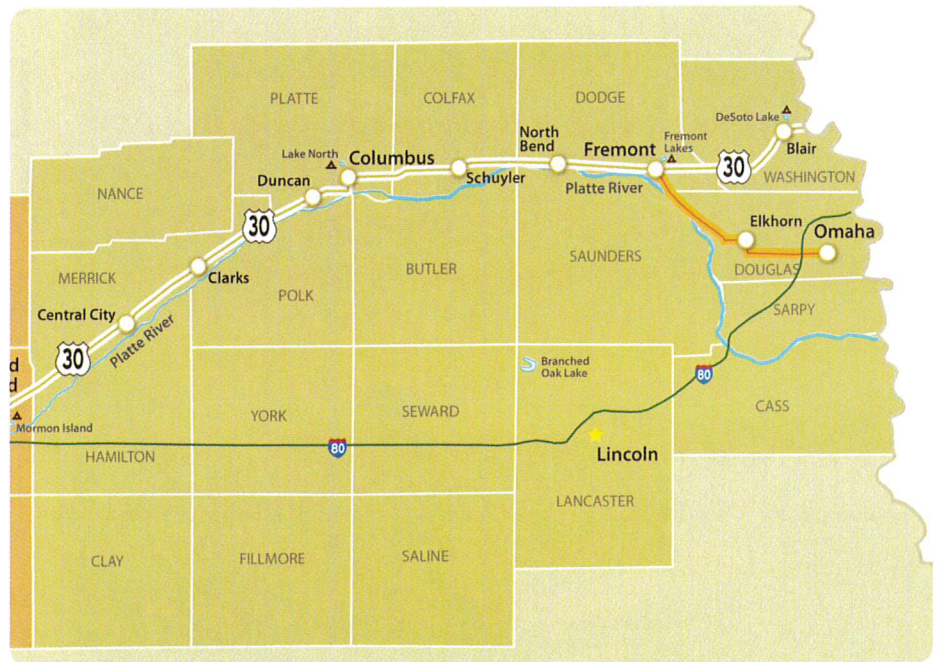 PLATTE
COLFAX
DODGE
DeSoto Lake
Blair
North
Bend
Fremont
Fremont
Lakes
30
WASHINGTON
Lake North
Columbus
Schuyler
Platte River
NANCE
Duncan
30
Elkhorn
Omaha
DOUGLAS
MERRICK
Clarks
BUTLER
SAUNDERS
POLK
SARPY
Central City
Platte River
30
d
d
Branched
Oak Lake
80
Mormon Island
YORK
SEWARD
CASS
80
Lincoln
HAMILTON
LANCASTER
CLAY
FILLMORE
SALINE